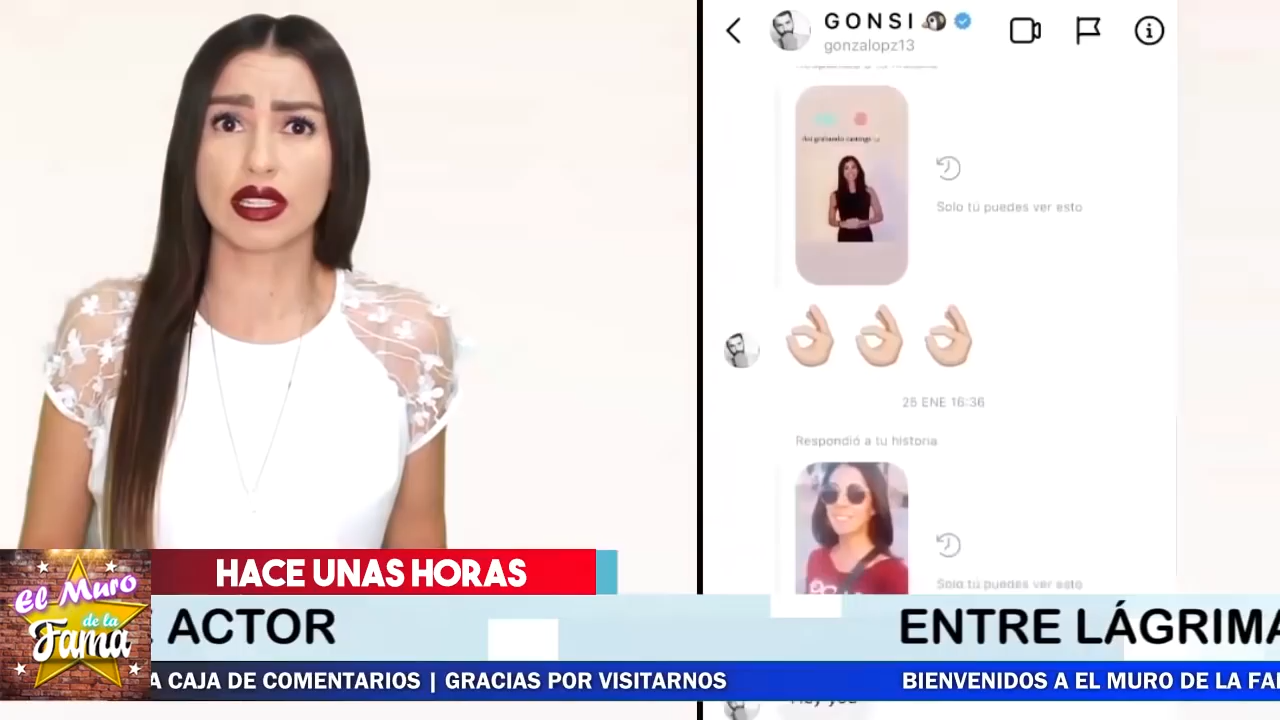 GONSI
gonzalopz13
Solo tú puedes ver esto
25 ENE 16:36
Respondió a tu historia
Solo tú puedes ver esto
HACE UNAS HORAS
El Muro
de la
Fama
ACTOR
ENTRE LÁGRIMA
A CAJA DE COMENTARIOS | GRACIAS POR VISITARNOS
BIENVENIDOS A EL MURO DE LA FA